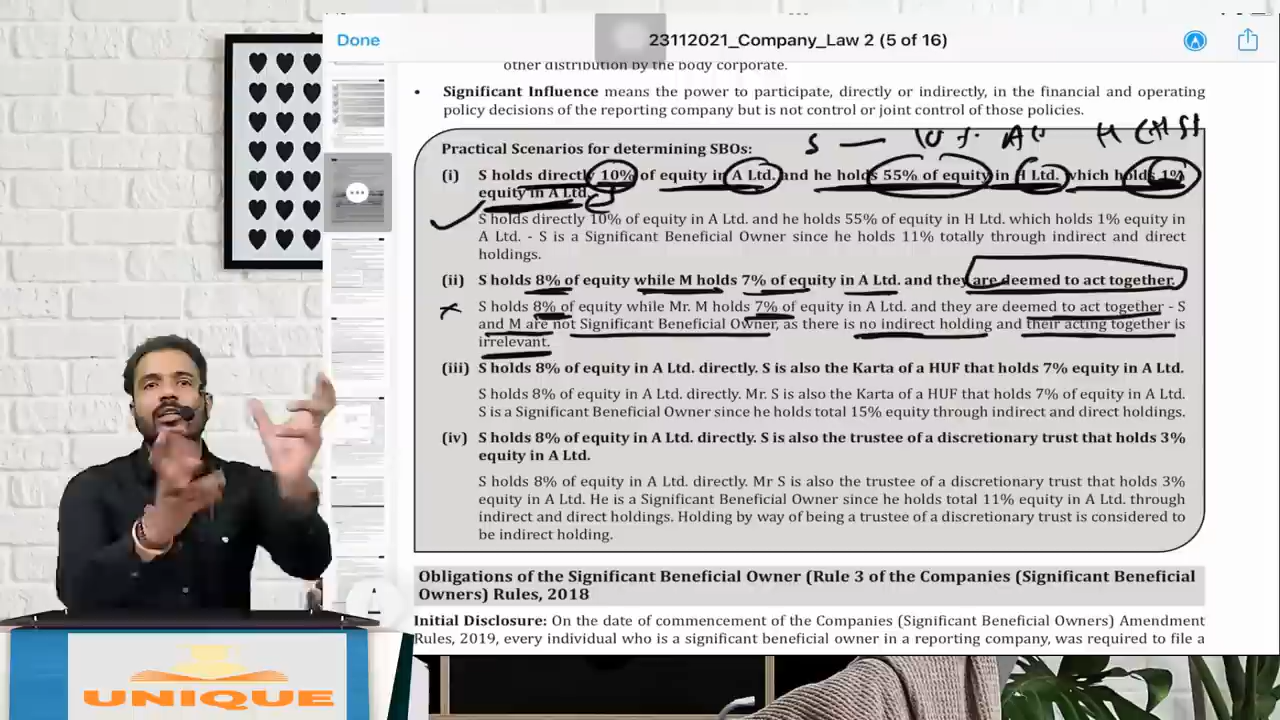 Done
23112021_Company_Law 2 (5 of 16)
other distribution by the body corporate.
• Significant Influence means the power to participate, directly or indirectly, in the financial and operating
policy decisions of the reporting company but is not control or joint control of those policies.
S — 10%
Practical Scenarios for determining SBOs:
(i) S holds directly 10% of equity in A Ltd. and he holds 55% of equity in H Ltd. which holds 1%
equity in A Ltd.
S holds directly 10% of equity in A Ltd. and he holds 55% of equity in H Ltd. which holds 1% equity in
A Ltd. - S is a Significant Beneficial Owner since he holds 11% totally through indirect and direct
holdings.
(ii) S holds 8% of equity while M holds 7% of equity in A Ltd. and they are deemed to act together.
S holds 8% of equity while Mr. M holds 7% of equity in A Ltd. and they are deemed to act together - S
and M are not Significant Beneficial Owner, as there is no indirect holding and their acting together is
irrelevant.
(iii) S holds 8% of equity in A Ltd. directly. S is also the Karta of a HUF that holds 7% equity in A Ltd.
S holds 8% of equity in A Ltd. directly. Mr. S is also the Karta of a HUF that holds 7% of equity in A Ltd.
S is a Significant Beneficial Owner since he holds total 15% equity through indirect and direct holdings.
(iv) S holds 8% of equity in A Ltd. directly. S is also the trustee of a discretionary trust that holds 3%
equity in A Ltd.
S holds 8% of equity in A Ltd. directly. Mr S is also the trustee of a discretionary trust that holds 3%
equity in A Ltd. He is a Significant Beneficial Owner since he holds total 11% equity in A Ltd. through
indirect and direct holdings. Holding by way of being a trustee of a discretionary trust is considered to
be indirect holding.
Obligations of the Significant Beneficial Owner (Rule 3 of the Companies (Significant Beneficial
Owners) Rules, 2018
Initial Disclosure: On the date of commencement of the Companies (Significant Beneficial Owners) Amendment
Rules, 2019, every individual who is a significant beneficial owner in a reporting company, was required to file a
UNIQUE